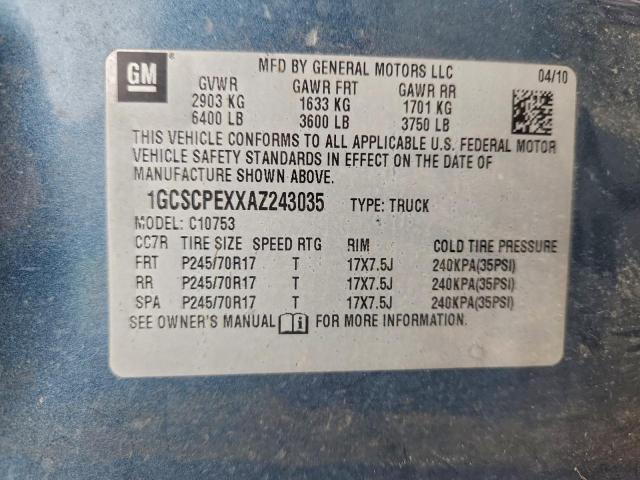 GM
MFD BY GENERAL MOTORS LLC 04/10
GVWR GAWR FRT GAWR RR
2903 KG 1633 KG 1701 KG
6400 LB 3600 LB 3750 LB
THIS VEHICLE CONFORMS TO ALL APPLICABLE U.S. FEDERAL MOTOR
VEHICLE SAFETY STANDARDS IN EFFECT ON THE DATE OF
MANUFACTURE SHOWN ABOVE.
1GCSCPEXXAZ243035 TYPE: TRUCK
MODEL: C10753
CC7R TIRE SIZE SPEED RTG RIM COLD TIRE PRESSURE
FRT P245/70R17 T 17X7.5J 240KPA(35PSI)
RR P245/70R17 T 17X7.5J 240KPA(35PSI)
SPA P245/70R17 T 17X7.5J 240KPA(35PSI)
SEE OWNER'S MANUAL i FOR MORE INFORMATION.